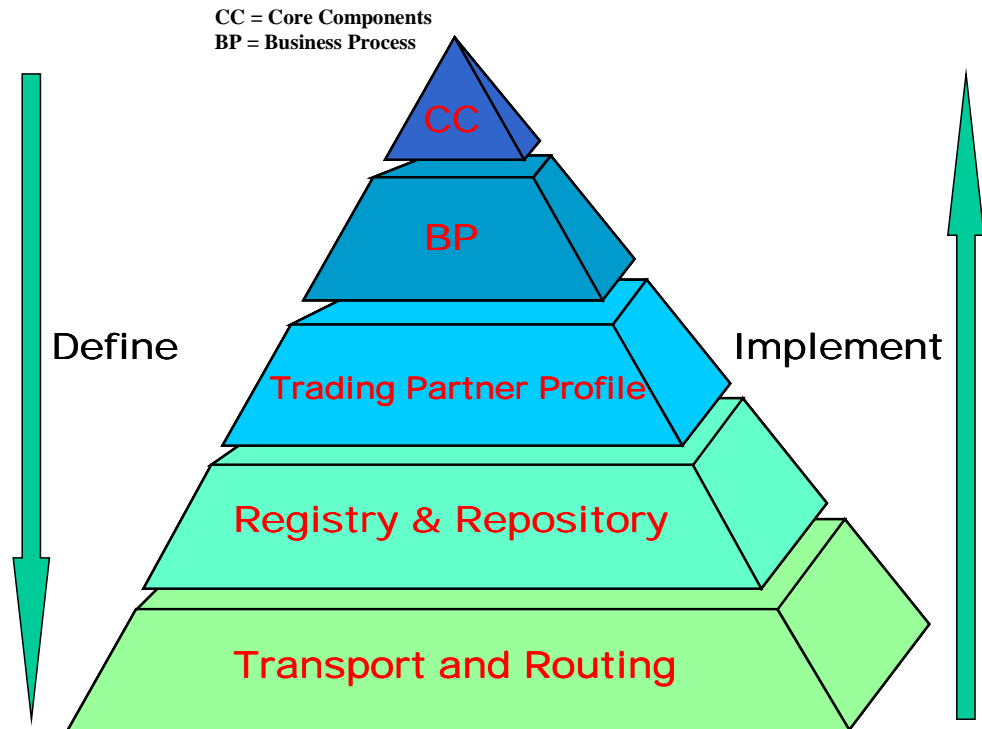 CC = Core Components
BP = Business Process
CC
BP
Define
Implement
Trading Partner Profile
Registry & Repository
Transport and Routing